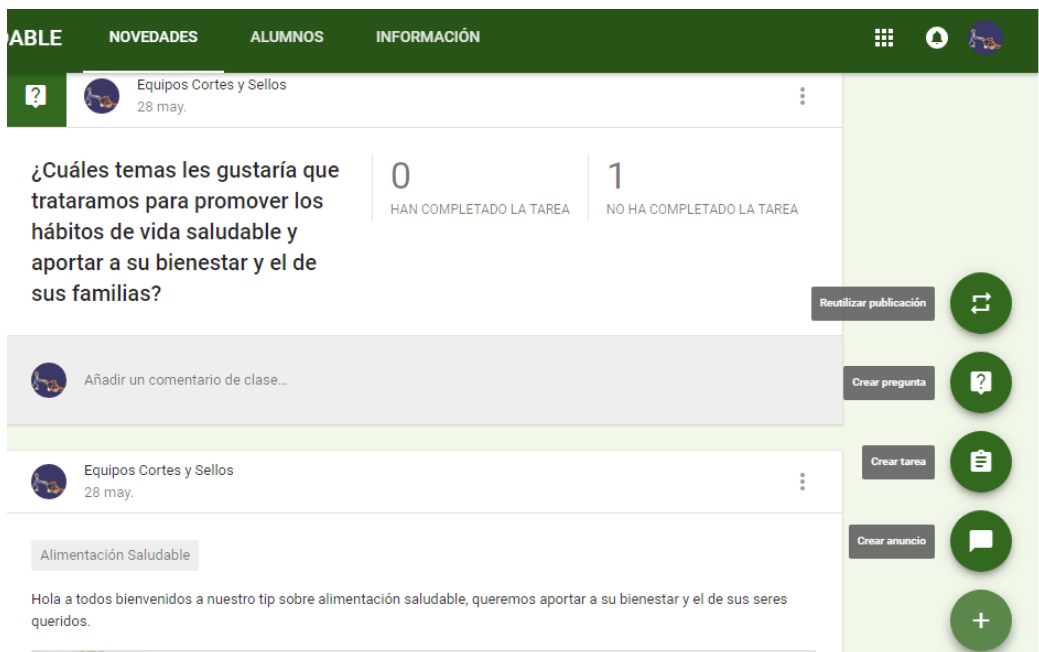 ABLE NOVEDADES ALUMNOS INFORMACIÓN
Equipos Cortes y Sellos
28 may.
¿Cuáles temas les gustaría que
trataramos para promover los
hábitos de vida saludable y
aportar a su bienestar y el de
sus familias?
0
HAN COMPLETADO LA TAREA
1
NO HA COMPLETADO LA TAREA
Reutilizar publicación
Añadir un comentario de clase...
Crear pregunta
Crear tarea
Equipos Cortes y Sellos
28 may.
Crear anuncio
Alimentación Saludable
Hola a todos bienvenidos a nuestro tip sobre alimentación saludable, queremos aportar a su bienestar y el de sus seres
queridos.